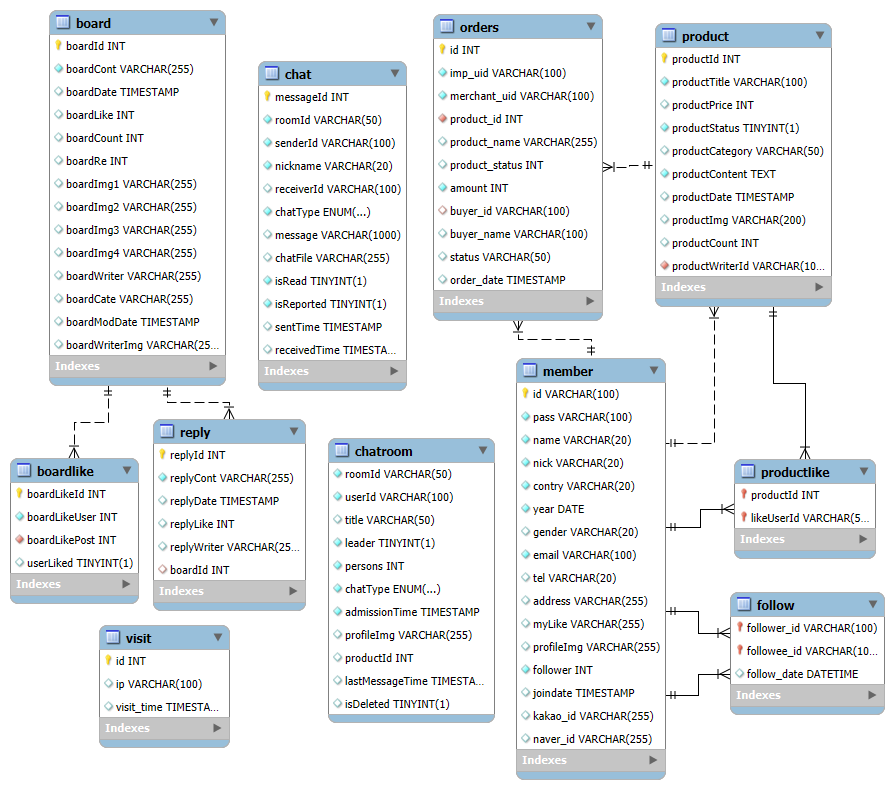 board
boardId INT
boardCont VARCHAR(255)
boardDate TIMESTAMP
boardLike INT
boardCount INT
boardRe INT
boardImg1 VARCHAR(255)
boardImg2 VARCHAR(255)
boardImg3 VARCHAR(255)
boardImg4 VARCHAR(255)
boardWriter VARCHAR(255)
boardCate VARCHAR(255)
boardModDate TIMESTAMP
boardWriterImg VARCHAR(25...
Indexes
chat
messageId INT
roomId VARCHAR(50)
senderId VARCHAR(100)
nickname VARCHAR(20)
receiverId VARCHAR(100)
chatType ENUM(...)
message VARCHAR(1000)
chatFile VARCHAR(255)
isRead TINYINT(1)
isReported TINYINT(1)
sentTime TIMESTAMP
receivedTime TIMESTA...
Indexes
orders
id INT
imp_uid VARCHAR(100)
merchant_uid VARCHAR(100)
product_id INT
product_name VARCHAR(255)
product_status INT
amount INT
buyer_id VARCHAR(100)
buyer_name VARCHAR(100)
status VARCHAR(50)
order_date TIMESTAMP
Indexes
product
productId INT
productTitle VARCHAR(100)
productPrice INT
productStatus TINYINT(1)
productCategory VARCHAR(50)
productContent TEXT
productDate TIMESTAMP
productImg VARCHAR(200)
productCount INT
productWriterId VARCHAR(10...
Indexes
boardlike
boardLikeId INT
boardLikeUser INT
boardLikePost INT
userLiked TINYINT(1)
Indexes
reply
replyId INT
replyCont VARCHAR(255)
replyDate TIMESTAMP
replyLike INT
replyWriter VARCHAR(25...
boardId INT
Indexes
chatroom
roomId VARCHAR(50)
userId VARCHAR(100)
title VARCHAR(50)
leader TINYINT(1)
persons INT
chatType ENUM(...)
admissionTime TIMESTAMP
profileImg VARCHAR(255)
productId INT
lastMessageTime TIMESTA...
isDeleted TINYINT(1)
member
id VARCHAR(100)
pass VARCHAR(100)
name VARCHAR(20)
nick VARCHAR(20)
contry VARCHAR(20)
year DATE
gender VARCHAR(20)
email VARCHAR(100)
tel VARCHAR(20)
address VARCHAR(255)
myLike VARCHAR(255)
profileImg VARCHAR(255)
follower INT
joindate TIMESTAMP
kakao_id VARCHAR(255)
naver_id VARCHAR(255)
Indexes
productlike
productId INT
likeUserId VARCHAR(5...
Indexes
follow
follower_id VARCHAR(100)
followee_id VARCHAR(10...
follow_date DATETIME
Indexes
visit
id INT
ip VARCHAR(100)
visit_time TIMESTA...
Indexes